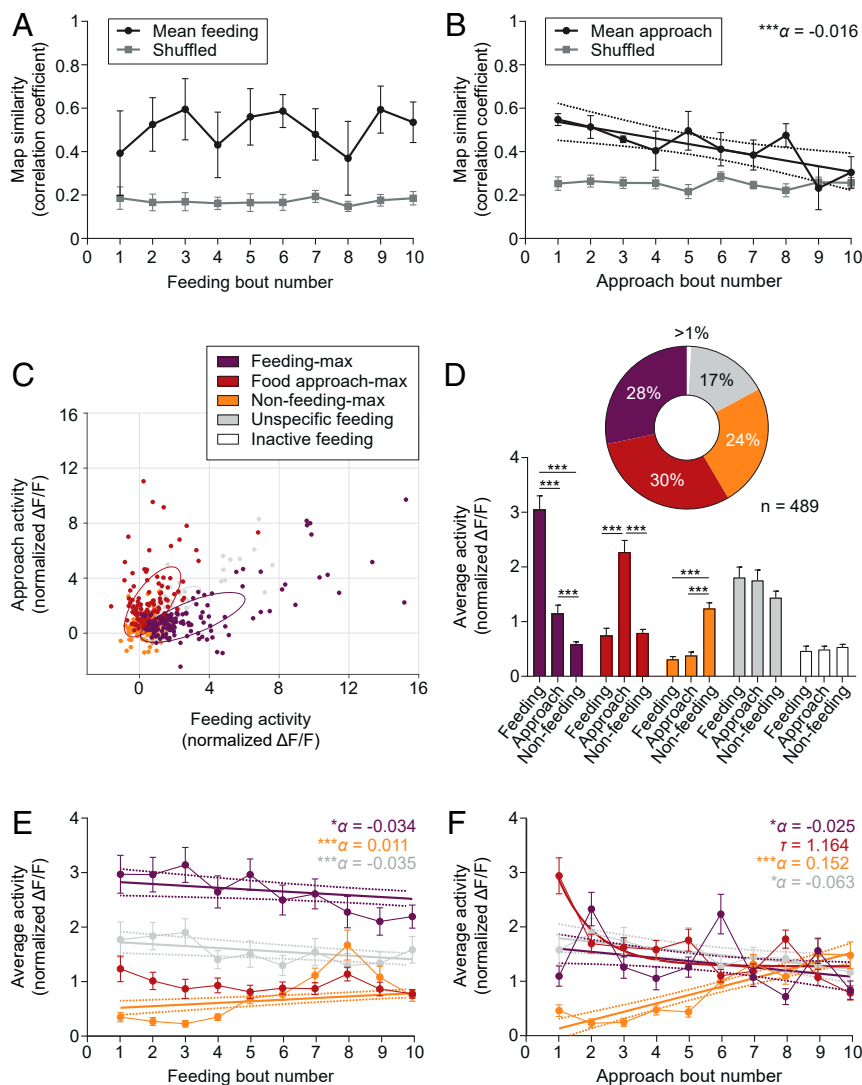 A
Mean feeding
Shuffled
Map similarity
(correlation coefficient)
1
0.8
0.6
0.4
0.2
0
0 1 2 3 4 5 6 7 8 9 10
Feeding bout number
B
Mean approach
Shuffled
***α = -0.016
Map similarity
(correlation coefficient)
1
0.8
0.6
0.4
0.2
0
0 1 2 3 4 5 6 7 8 9 10
Approach bout number
C
Feeding-max
Food approach-max
Non-feeding-max
Unspecific feeding
Inactive feeding
Approach activity
(normalized ΔF/F)
16
12
8
4
0
0 4 8 12 16
Feeding activity
(normalized ΔF/F)
D
>1%
17%
28%
24%
30%
n = 489
Average activity
(normalized ΔF/F)
4
3
2
1
0
*** *** *** *** *** *** ***
Feeding Approach Non-feeding Feeding Approach Non-feeding Feeding Approach Non-feeding Feeding Approach Non-feeding Feeding Approach Non-feeding
E
*α = -0.034
***α = 0.011
***α = -0.035
Average activity
(normalized ΔF/F)
4
3
2
1
0
0 1 2 3 4 5 6 7 8 9 10
Feeding bout number
F
*α = -0.025
τ = 1.164
***α = 0.152
*α = -0.063
Average activity
(normalized ΔF/F)
4
3
2
1
0
0 1 2 3 4 5 6 7 8 9 10
Approach bout number